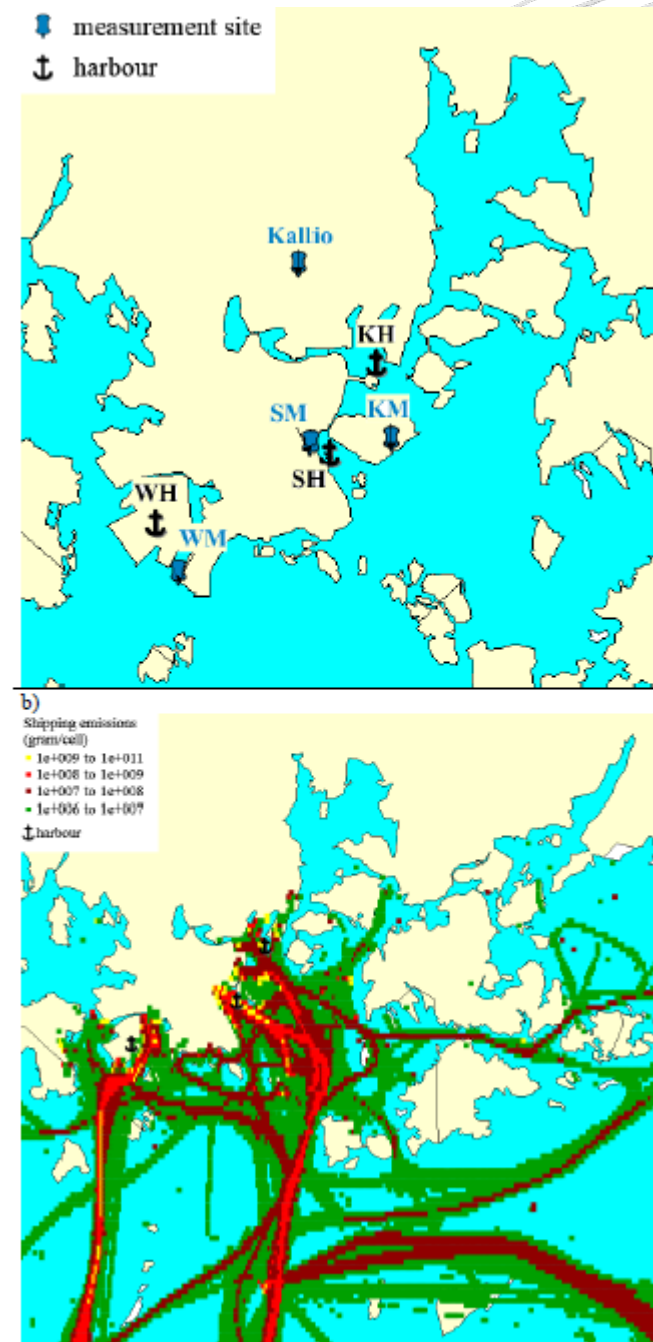 measurement site
harbour
Kallio
KH
SM
KM
SH
WH
WM
b)
Shipping emissions
(gram/cell)
1e+009 to 1e+011
1e+008 to 1e+009
1e+007 to 1e+008
1e+006 to 1e+007
harbour